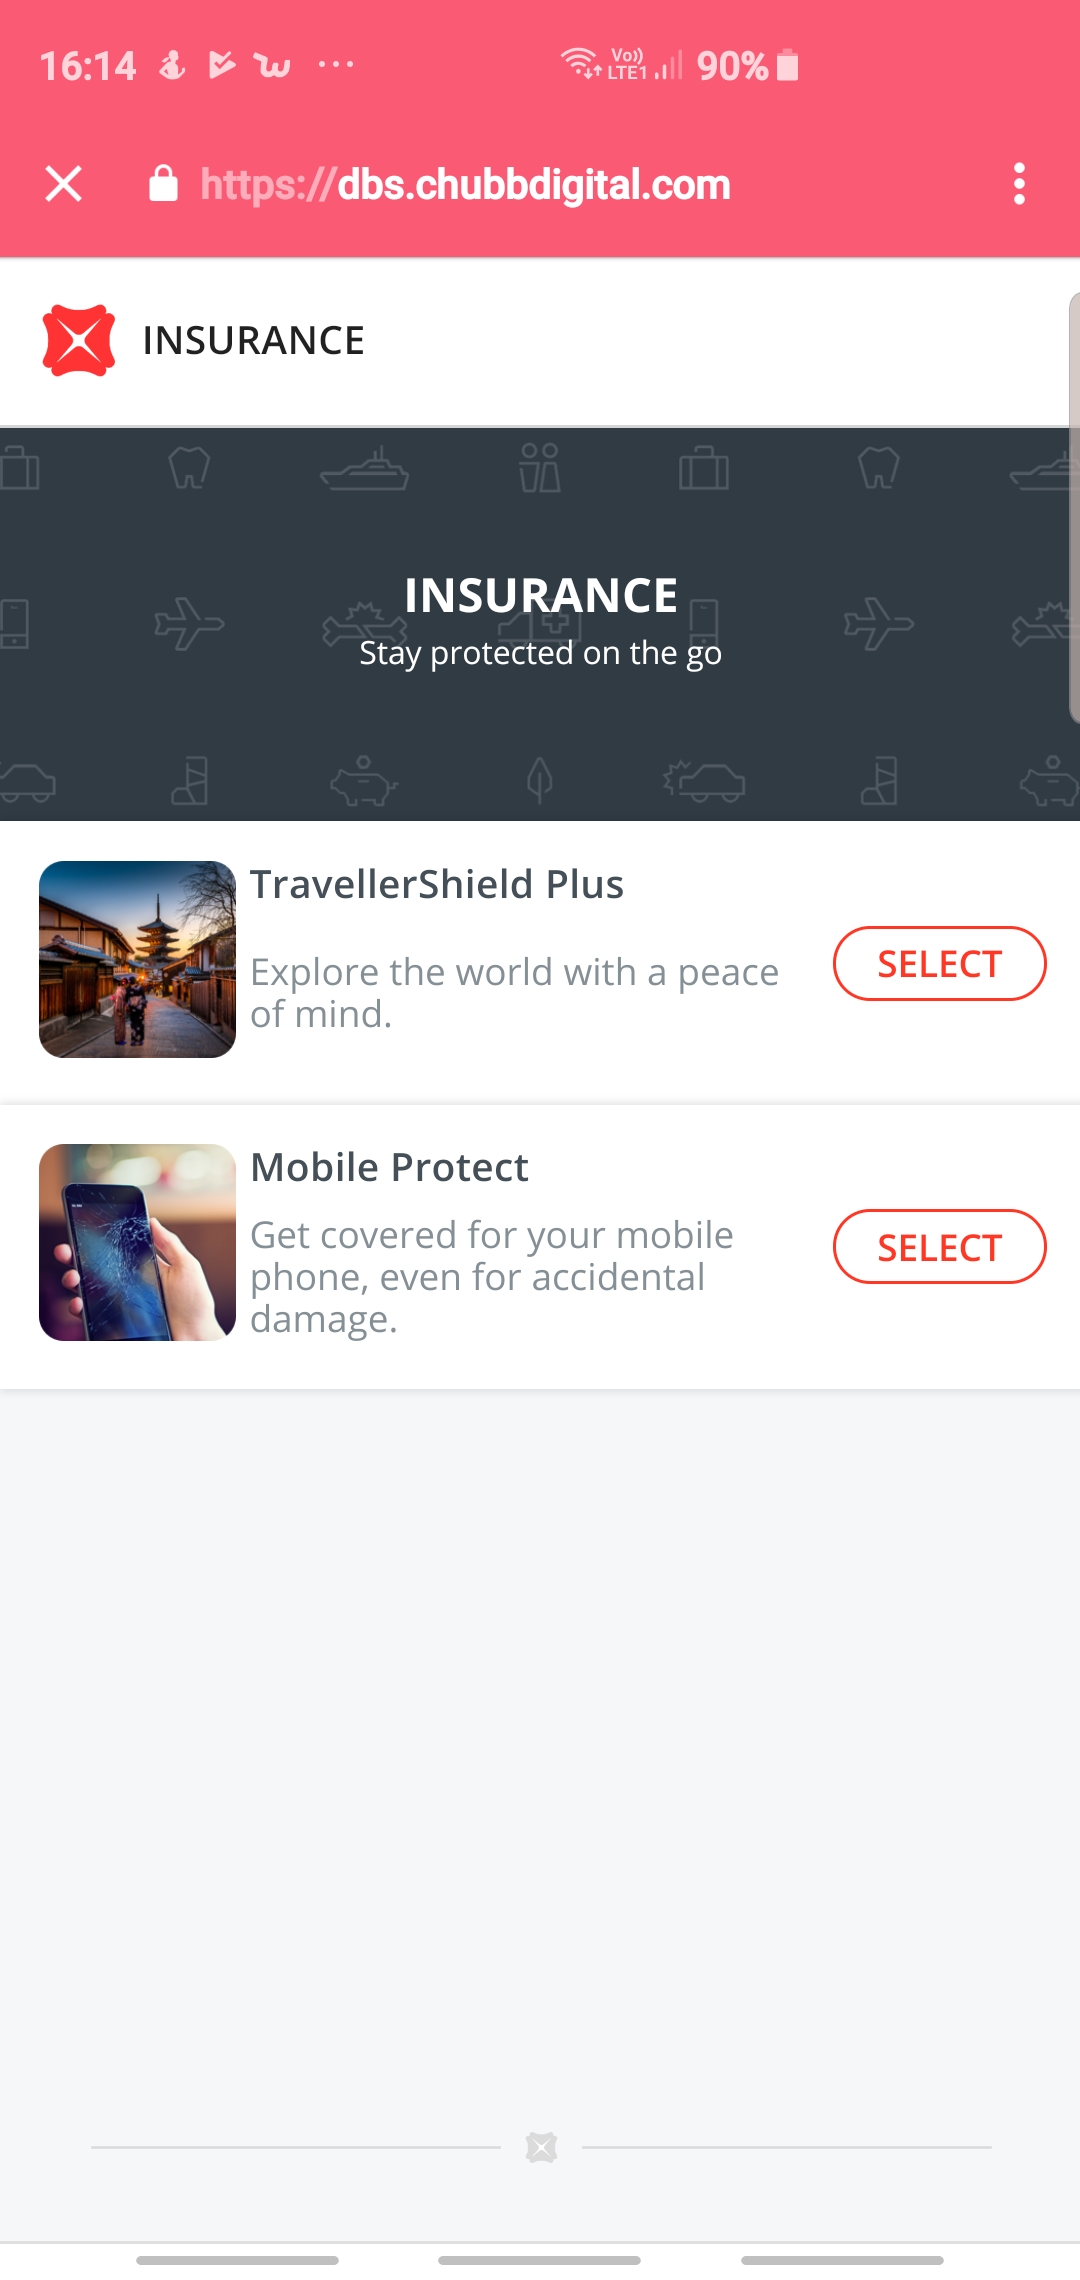 16:14
Vo)) LTE1 90%
https://dbs.chubbdigital.com
INSURANCE
INSURANCE
Stay protected on the go
TravellerShield Plus
Explore the world with a peace
of mind.
SELECT
Mobile Protect
Get covered for your mobile
phone, even for accidental
damage.
SELECT